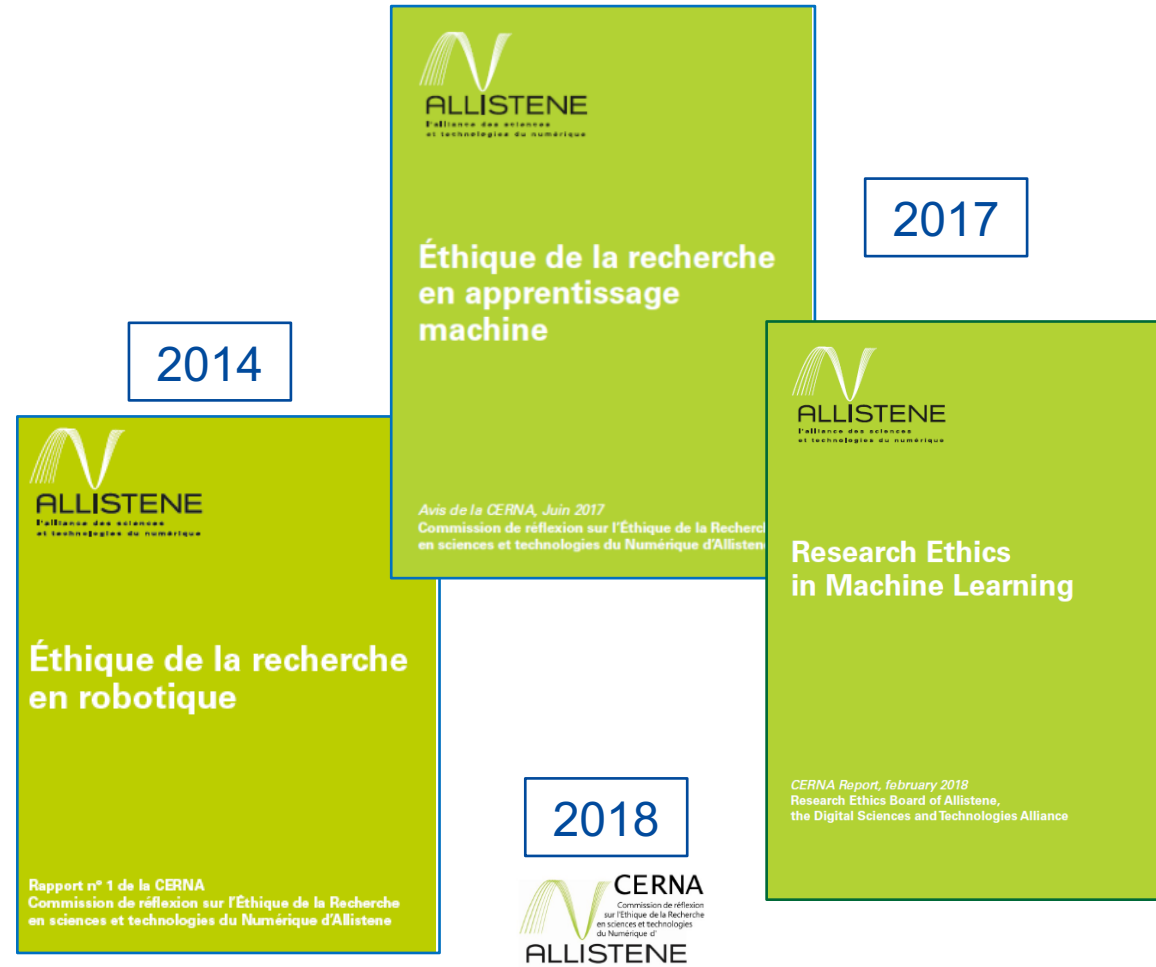 ALLISTENE
l'alliance des sciences
et technologies du numérique
Éthique de la recherche
en apprentissage
machine
Avis de la CERNA, Juin 2017
Commission de réflexion sur l'Éthique de la Recherch
en sciences et technologies du Numérique d'Allisten
2017
2014
ALLISTENE
l'alliance des sciences
et technologies du numérique
Éthique de la recherche
en robotique
Rapport n° 1 de la CERNA
Commission de réflexion sur l'Éthique de la Recherche
en sciences et technologies du Numérique d'Allistene
ALLISTENE
l'alliance des sciences
et technologies du numérique
Research Ethics
in Machine Learning
CERNA Report, february 2018
Research Ethics Board of Allistene,
the Digital Sciences and Technologies Alliance
2018
CERNA
Commission de réflexion
sur l'Ethique de la Recherche
en sciences et technologies
du Numérique d'
ALLISTENE